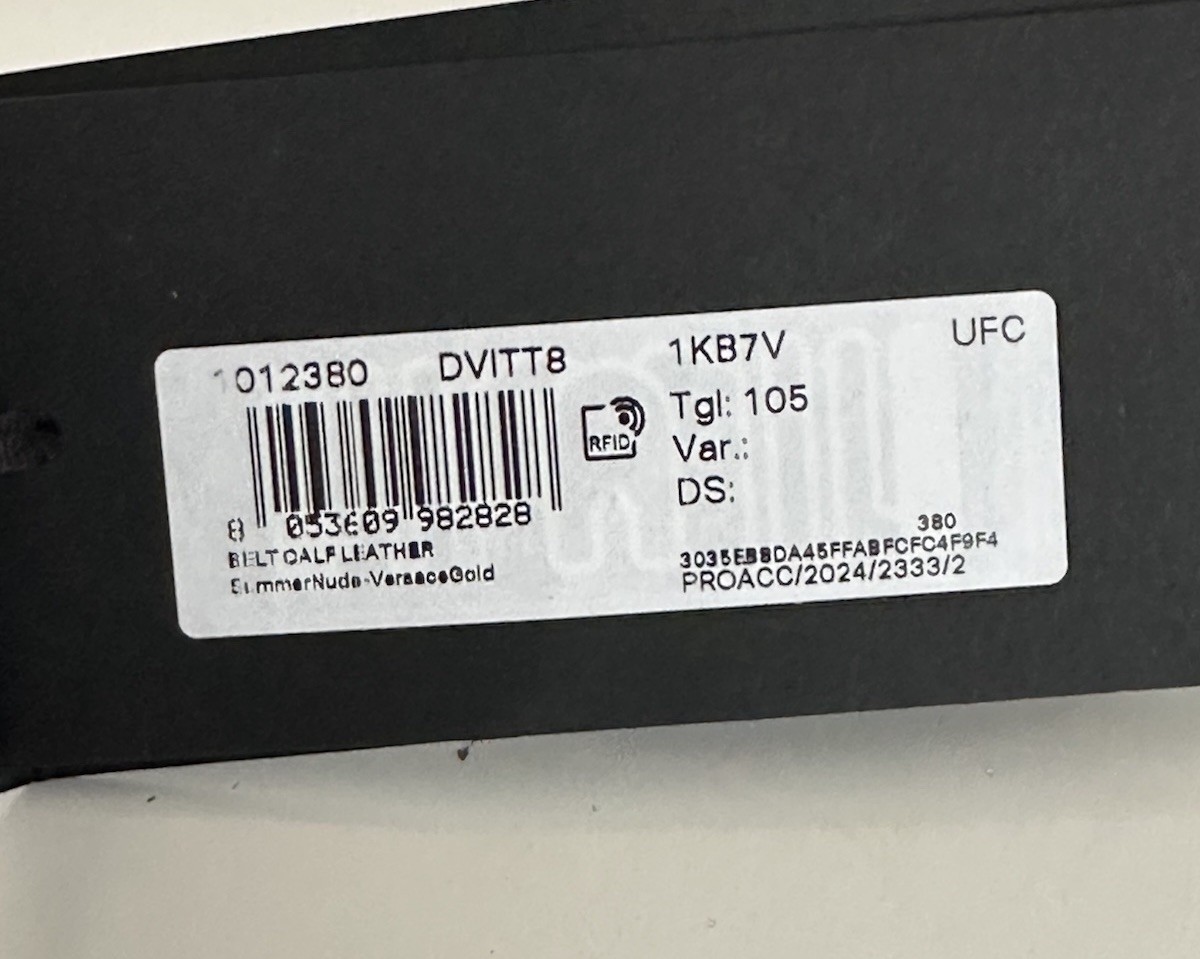 1012380 DVITT8 1KB7V UFC
RFID
Tgl: 105
Var.:
DS:
8 053609 982828
BELT CALF LEATHER
SummerNude-VersaceGold
380
3035EB8DA45FFABFCFC4F9F4
PROACC/2024/2333/2